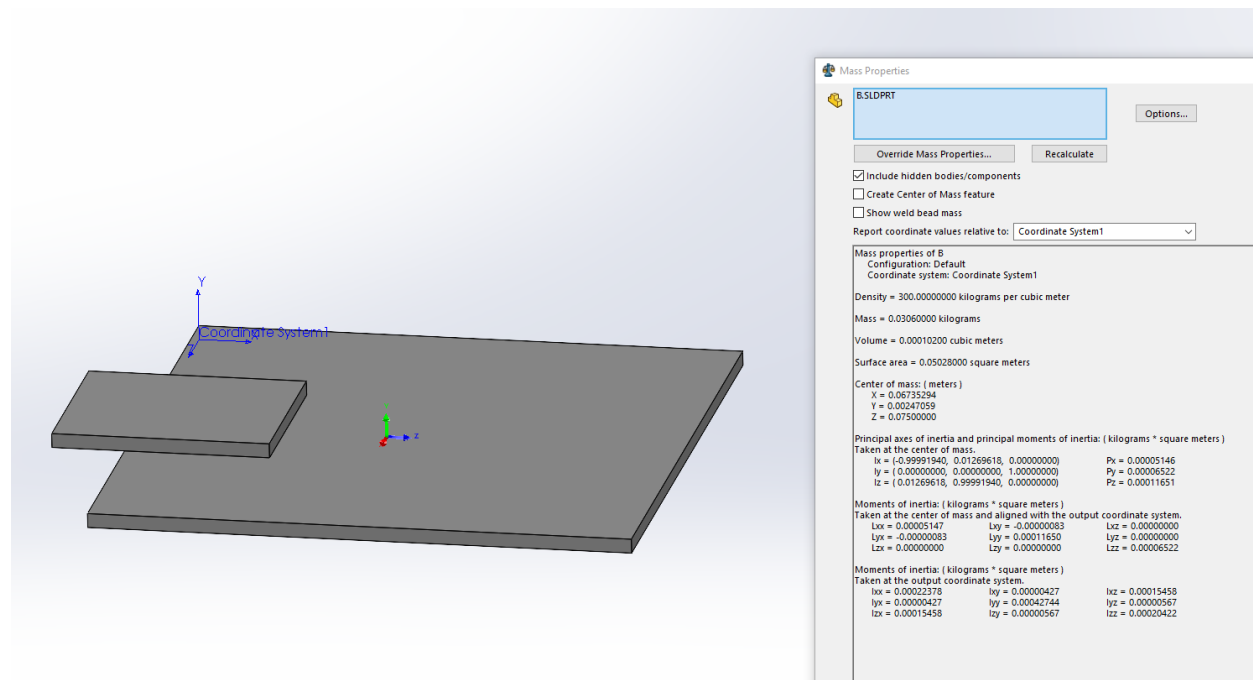 Mass Properties
B.SLDPRT
Options...
Override Mass Properties... Recalculate
Include hidden bodies/components
Create Center of Mass feature
Show weld bead mass
Report coordinate values relative to: Coordinate System1
Mass properties of B
Configuration: Default
Coordinate system: Coordinate System1
Density = 300.00000000 kilograms per cubic meter
Mass = 0.03060000 kilograms
Volume = 0.00010200 cubic meters
Surface area = 0.05028000 square meters
Center of mass: ( meters )
X = 0.06735294
Y = 0.00247059
Z = 0.07500000
Principal axes of inertia and principal moments of inertia: ( kilograms * square meters )
Taken at the center of mass.
Ix = (-0.99991940, 0.01269618, 0.00000000) Px = 0.00005146
Iy = ( 0.00000000, 0.00000000, 1.00000000) Py = 0.00006522
Iz = ( 0.01269618, 0.99991940, 0.00000000) Pz = 0.00011651
Moments of inertia: ( kilograms * square meters )
Taken at the center of mass and aligned with the output coordinate system.
Lxx = 0.00005147 Lxy = -0.00000083 Lxz = 0.00000000
Lyx = -0.00000083 Lyy = 0.00011650 Lyz = 0.00000000
Lzx = 0.00000000 Lzy = 0.00000000 Lzz = 0.00006522
Moments of inertia: ( kilograms * square meters )
Taken at the output coordinate system.
Ixx = 0.00022378 Ixy = 0.00000427 Ixz = 0.00015458
Iyx = 0.00000427 Iyy = 0.00042744 Iyz = 0.00000567
Izx = 0.00015458 Izy = 0.00000567 Izz = 0.00020422
Y
Coordinate System1
X
Z
z